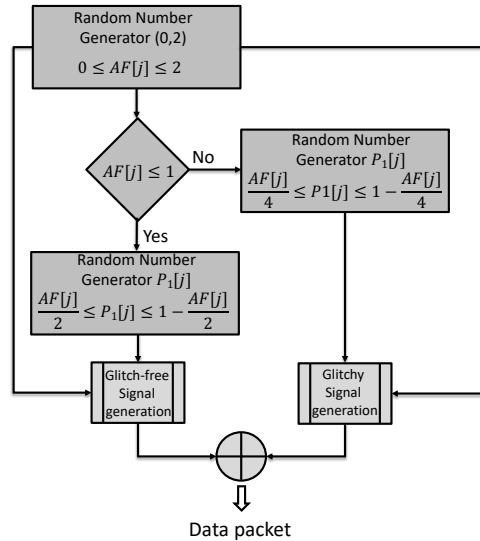 Random Number
Generator (0,2)
0 ≤ AF[j] ≤ 2
AF[j] ≤ 1
No
Random Number
Generator P₁[j]
AF[j]/4 ≤ P1[j] ≤ 1 − AF[j]/4
Yes
Random Number
Generator P₁[j]
AF[j]/2 ≤ P₁[j] ≤ 1 − AF[j]/2
Glitch-free
Signal
generation
Glitchy
Signal
generation
Data packet